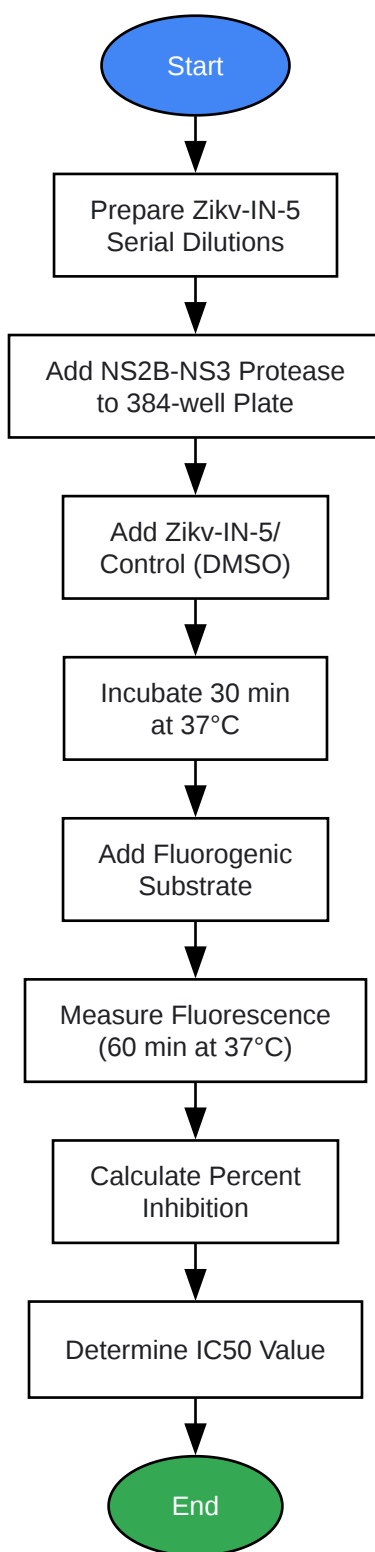 Start
Prepare Zikv-IN-5
Serial Dilutions
Add NS2B-NS3 Protease
to 384-well Plate
Add Zikv-IN-5/
Control (DMSO)
Incubate 30 min
at 37°C
Add Fluorogenic
Substrate
Measure Fluorescence
(60 min at 37°C)
Calculate Percent
Inhibition
Determine IC50 Value
End